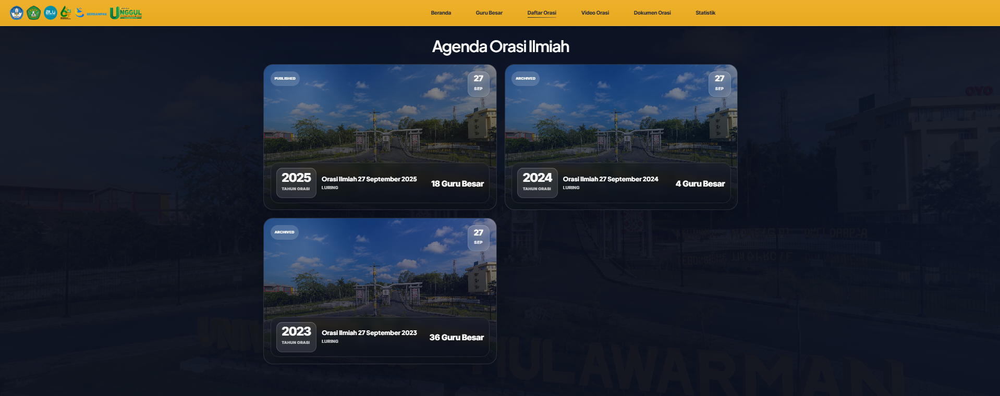 BLU
BERDAMPAK
UNGGUL
Beranda
Guru Besar
Daftar Orasi
Video Orasi
Dokumen Orasi
Statistik
Agenda Orasi Ilmiah
PUBLISHED
27
SEP
2025
TAHUN ORASI
Orasi Ilmiah 27 September 2025
LURING
18 Guru Besar
ARCHIVED
27
SEP
2024
TAHUN ORASI
Orasi Ilmiah 27 September 2024
LURING
4 Guru Besar
ARCHIVED
27
SEP
2023
TAHUN ORASI
Orasi Ilmiah 27 September 2023
LURING
36 Guru Besar
OYO
MULAWARMAN